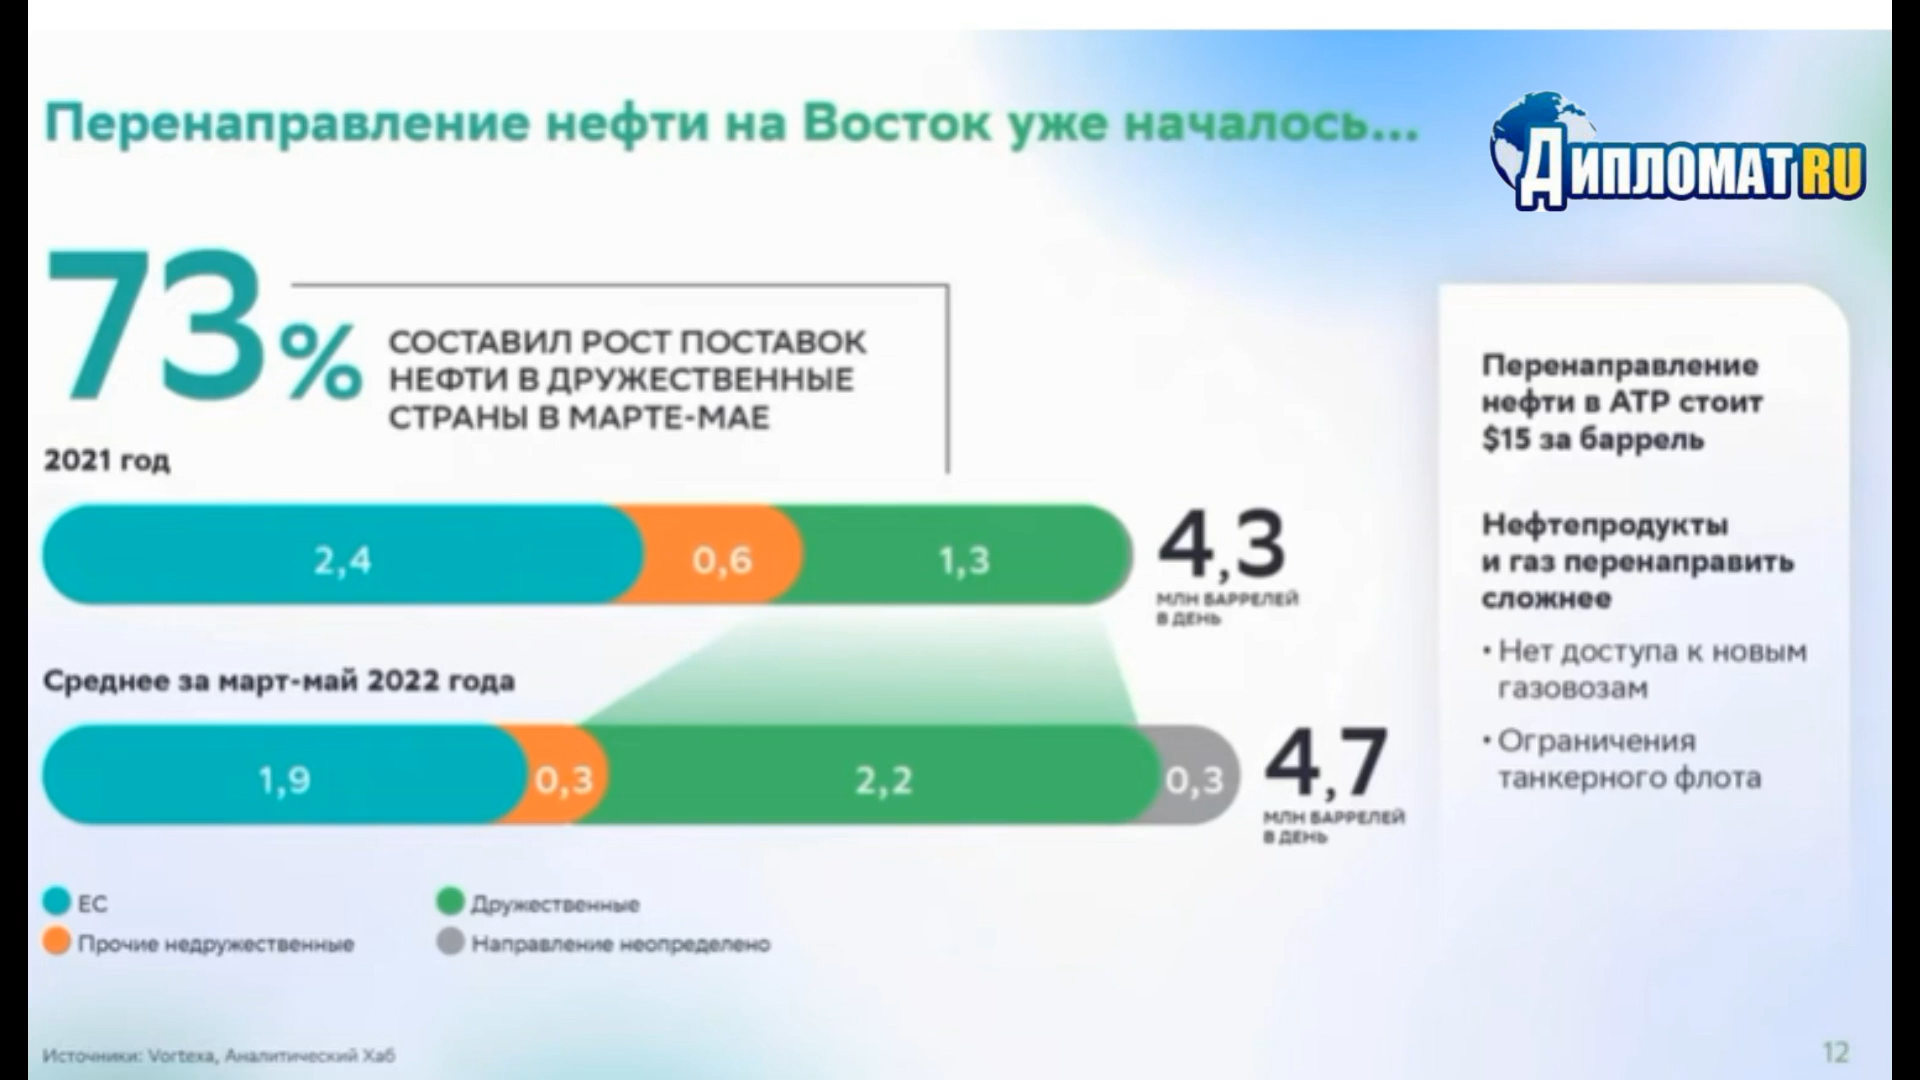 Перенаправление нефти на Восток уже началось...
ДИПЛОМАТRU
73%
СОСТАВИЛ РОСТ ПОСТАВОК
НЕФТИ В ДРУЖЕСТВЕННЫЕ
СТРАНЫ В МАРТЕ-МАЕ
2021 год
2,4
0,6
1,3
4,3
МЛН БАРРЕЛЕЙ
В ДЕНЬ
Среднее за март-май 2022 года
1,9
0,3
2,2
0,3
4,7
МЛН БАРРЕЛЕЙ
В ДЕНЬ
ЕС
Дружественные
Прочие недружественные
Направление неопределено
Перенаправление
нефти в АТР стоит
$15 за баррель
Нефтепродукты
и газ перенаправить
сложнее
• Нет доступа к новым
газовозам
• Ограничения
танкерного флота
Источники: Vortexa, Аналитический Хаб
12